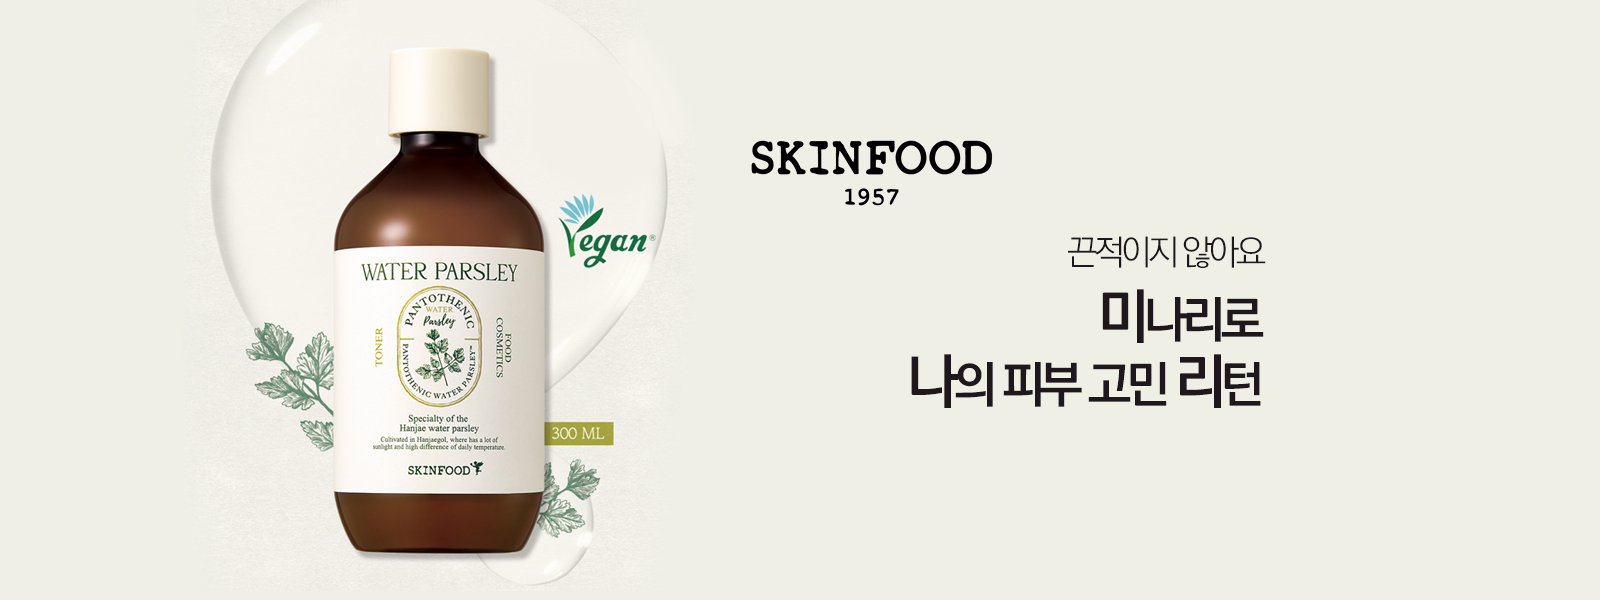 WATER PARSLEY
PANTOTHENIC
WATER
Parsley
PANTOTHENIC WATER PARSLEY™
TONER
FOOD
COSMETICS
Specialty of the
Hanjae water parsley
Cultivated in Hanjaegol, where has a lot of
sunlight and high difference of daily temperature.
SKINFOOD
Vegan®
300 ML
SKINFOOD
1957
끈적이지 않아요
미나리로
나의 피부 고민 리턴